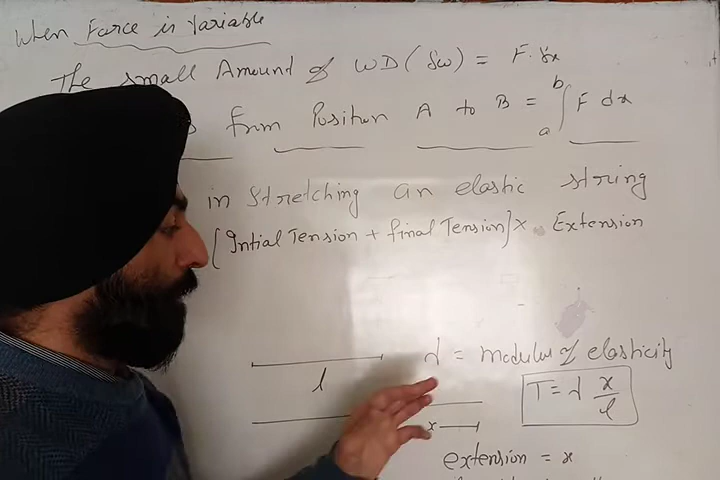 When Force is Variable
The small Amount of WD (δw) = F. δx
from Position A to B = ∫ₐᵇ F dx
in stretching an elastic string
[Intial Tension + final Tension] x Extension
λ = modulus of elasticity
l
T = λ x/l
x
extension = x